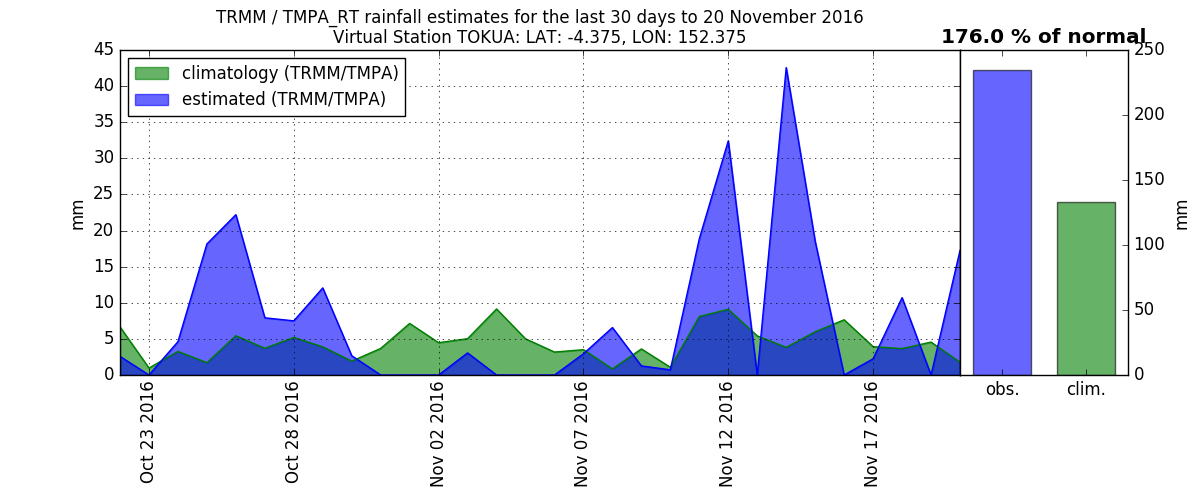 TRMM / TMPA_RT rainfall estimates for the last 30 days to 20 November 2016
Virtual Station TOKUA: LAT: -4.375, LON: 152.375
176.0 % of normal
climatology (TRMM/TMPA)
estimated (TRMM/TMPA)
mm
45
40
35
30
25
20
15
10
5
0
Oct 23 2016
Oct 28 2016
Nov 02 2016
Nov 07 2016
Nov 12 2016
Nov 17 2016
obs.
clim.
250
200
150
100
50
0
mm